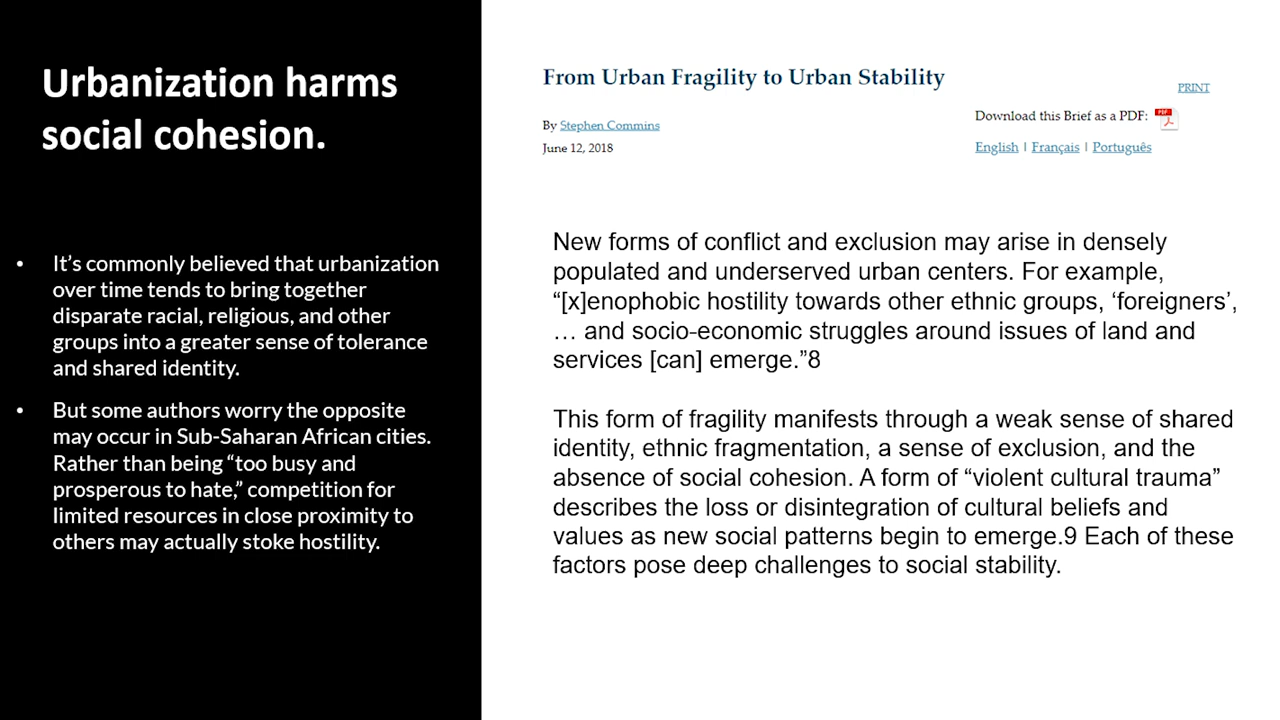 Urbanization harms
social cohesion.
• It’s commonly believed that urbanization
over time tends to bring together
disparate racial, religious, and other
groups into a greater sense of tolerance
and shared identity.
• But some authors worry the opposite
may occur in Sub-Saharan African cities.
Rather than being “too busy and
prosperous to hate,” competition for
limited resources in close proximity to
others may actually stoke hostility.
From Urban Fragility to Urban Stability
PRINT
By Stephen Commins
June 12, 2018
Download this Brief as a PDF:
PDF
English | Français | Português
New forms of conflict and exclusion may arise in densely
populated and underserved urban centers. For example,
“[x]enophobic hostility towards other ethnic groups, ‘foreigners’,
… and socio-economic struggles around issues of land and
services [can] emerge.”8
This form of fragility manifests through a weak sense of shared
identity, ethnic fragmentation, a sense of exclusion, and the
absence of social cohesion. A form of “violent cultural trauma”
describes the loss or disintegration of cultural beliefs and
values as new social patterns begin to emerge.9 Each of these
factors pose deep challenges to social stability.